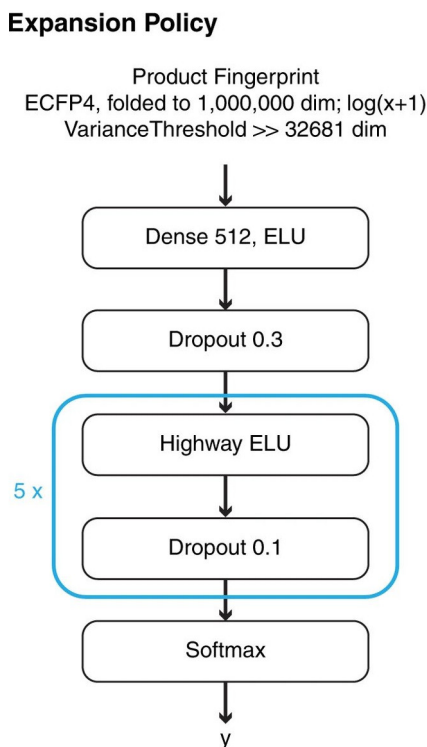 Expansion Policy
Product Fingerprint
ECFP4, folded to 1,000,000 dim; log(x+1)
VarianceThreshold >> 32681 dim
Dense 512, ELU
Dropout 0.3
Highway ELU
5 x
Dropout 0.1
Softmax
y